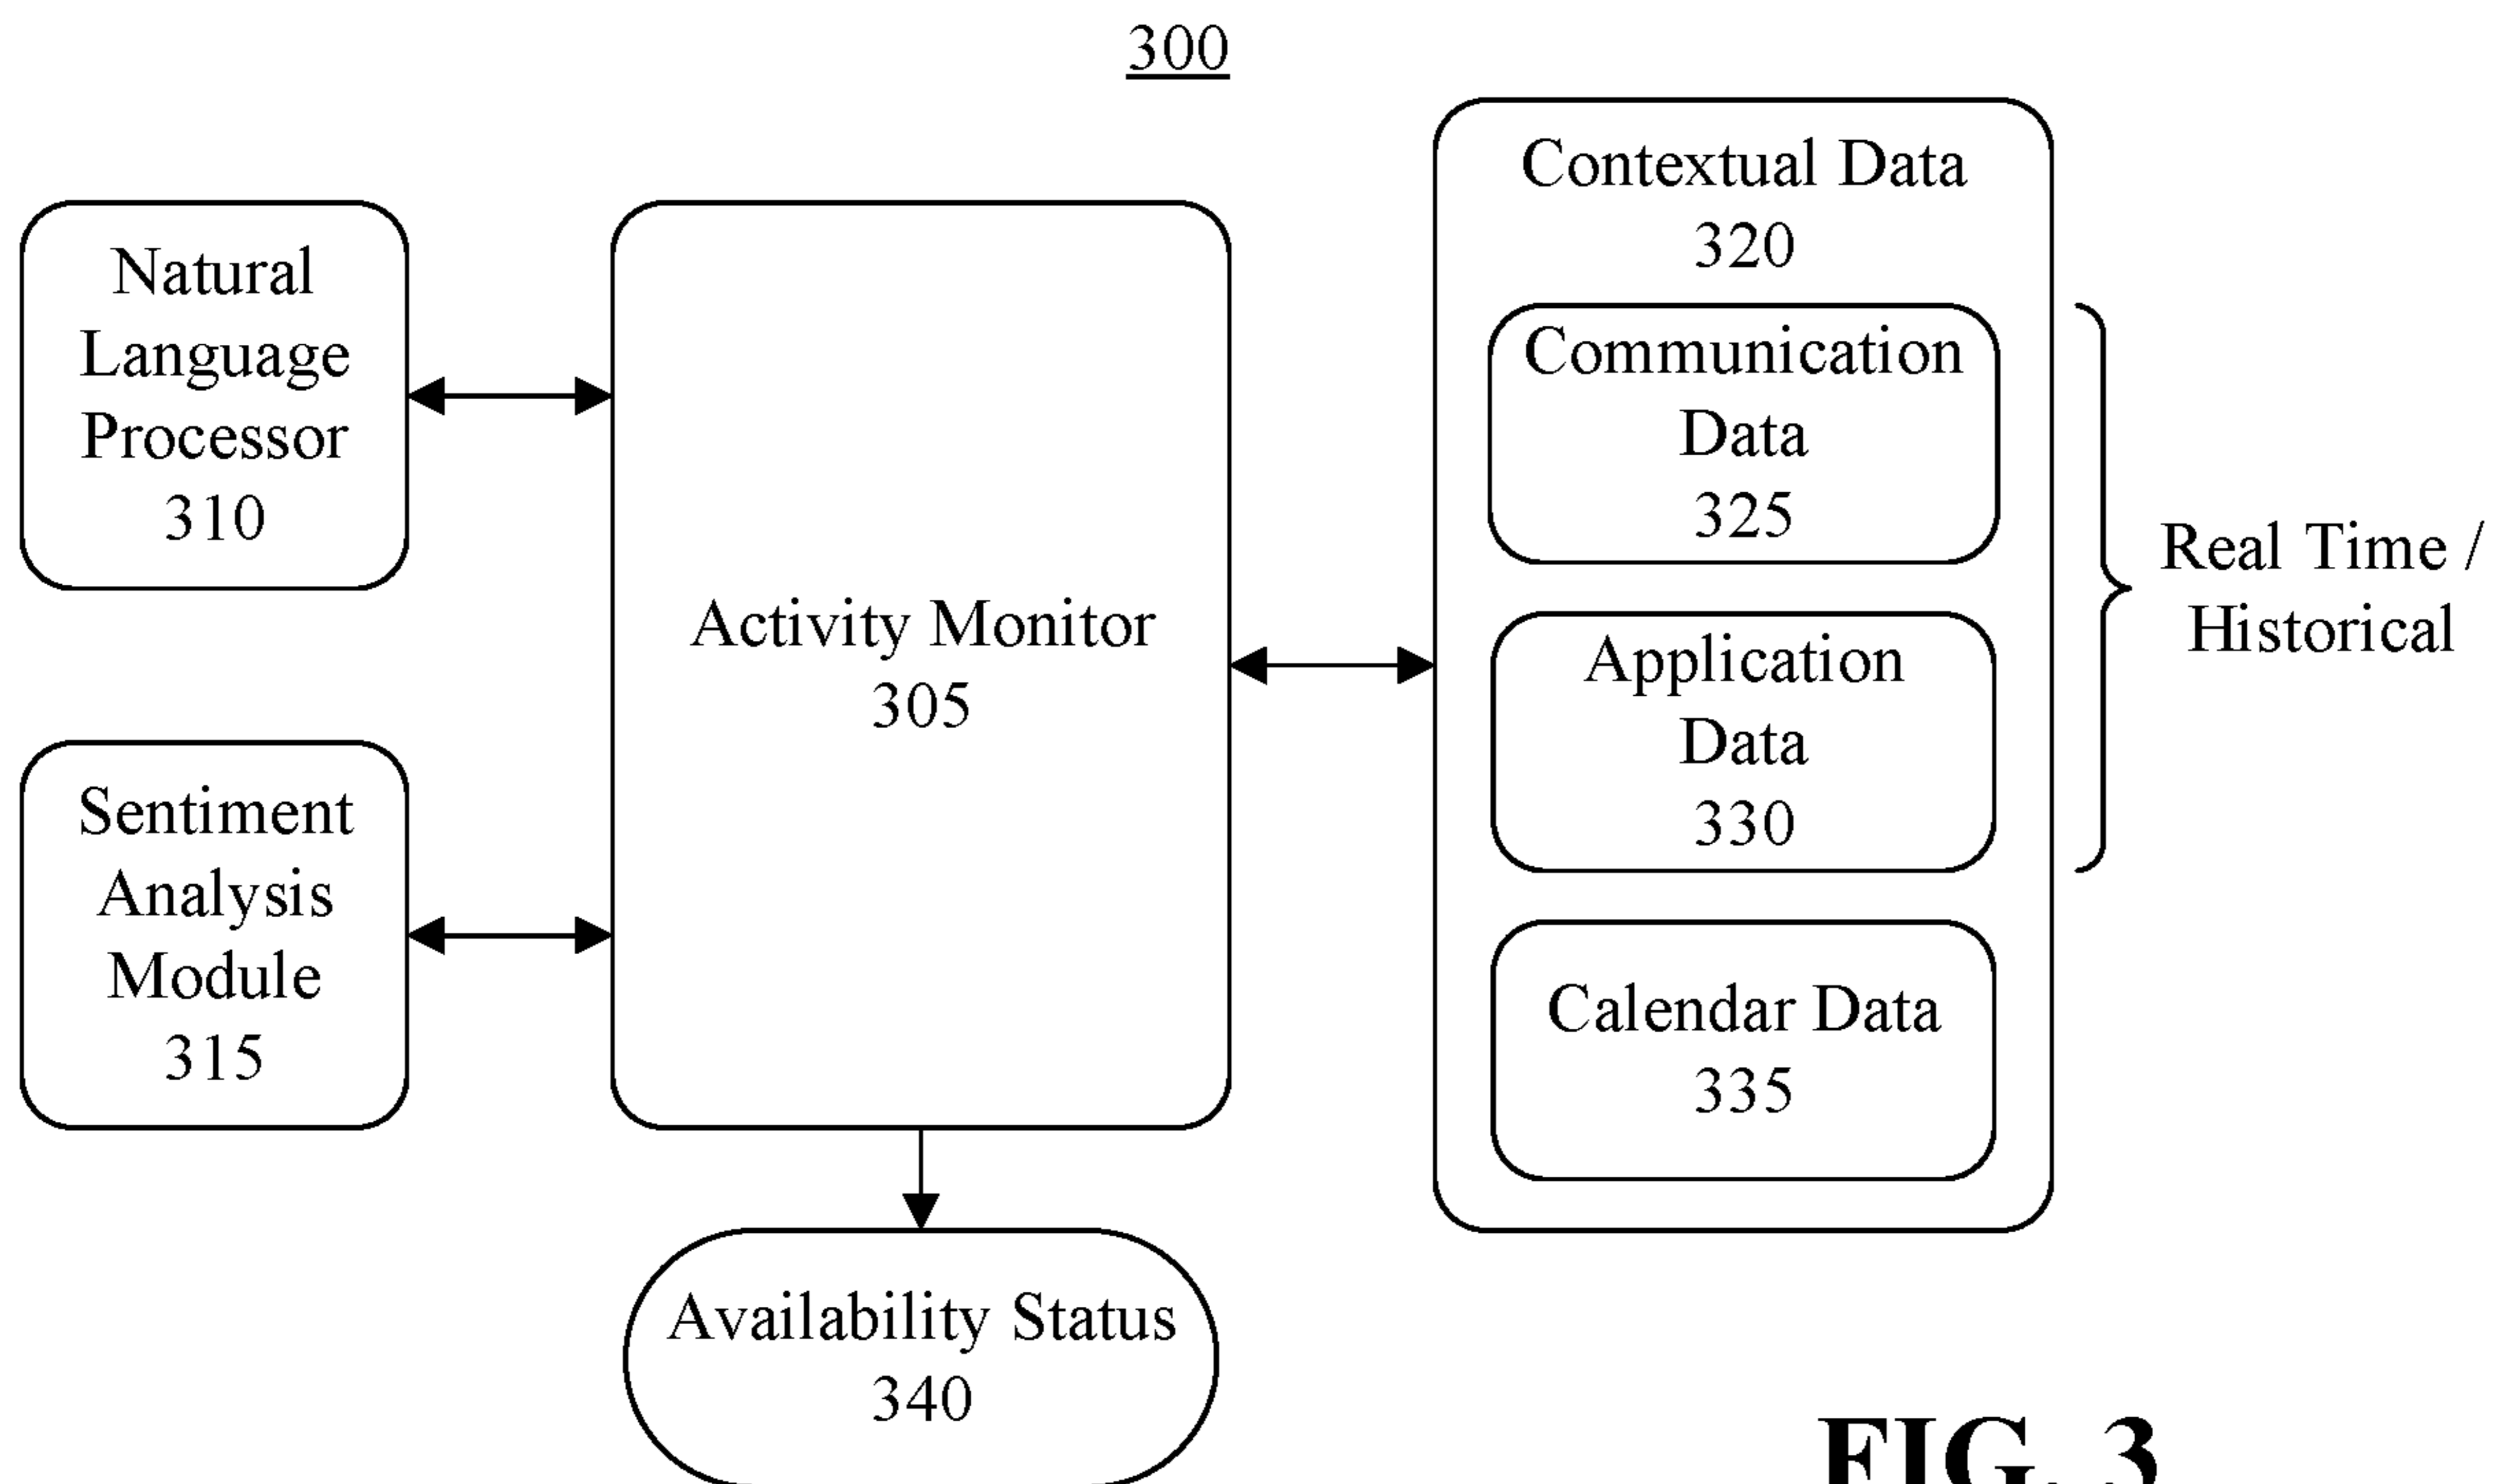 300
Natural
Language
Processor
310
Sentiment
Analysis
Module
315
Activity Monitor
305
Availability Status
340
Contextual Data
320
Communication
Data
325
Application
Data
330
Calendar Data
335
Real Time /
Historical
FIG. 3